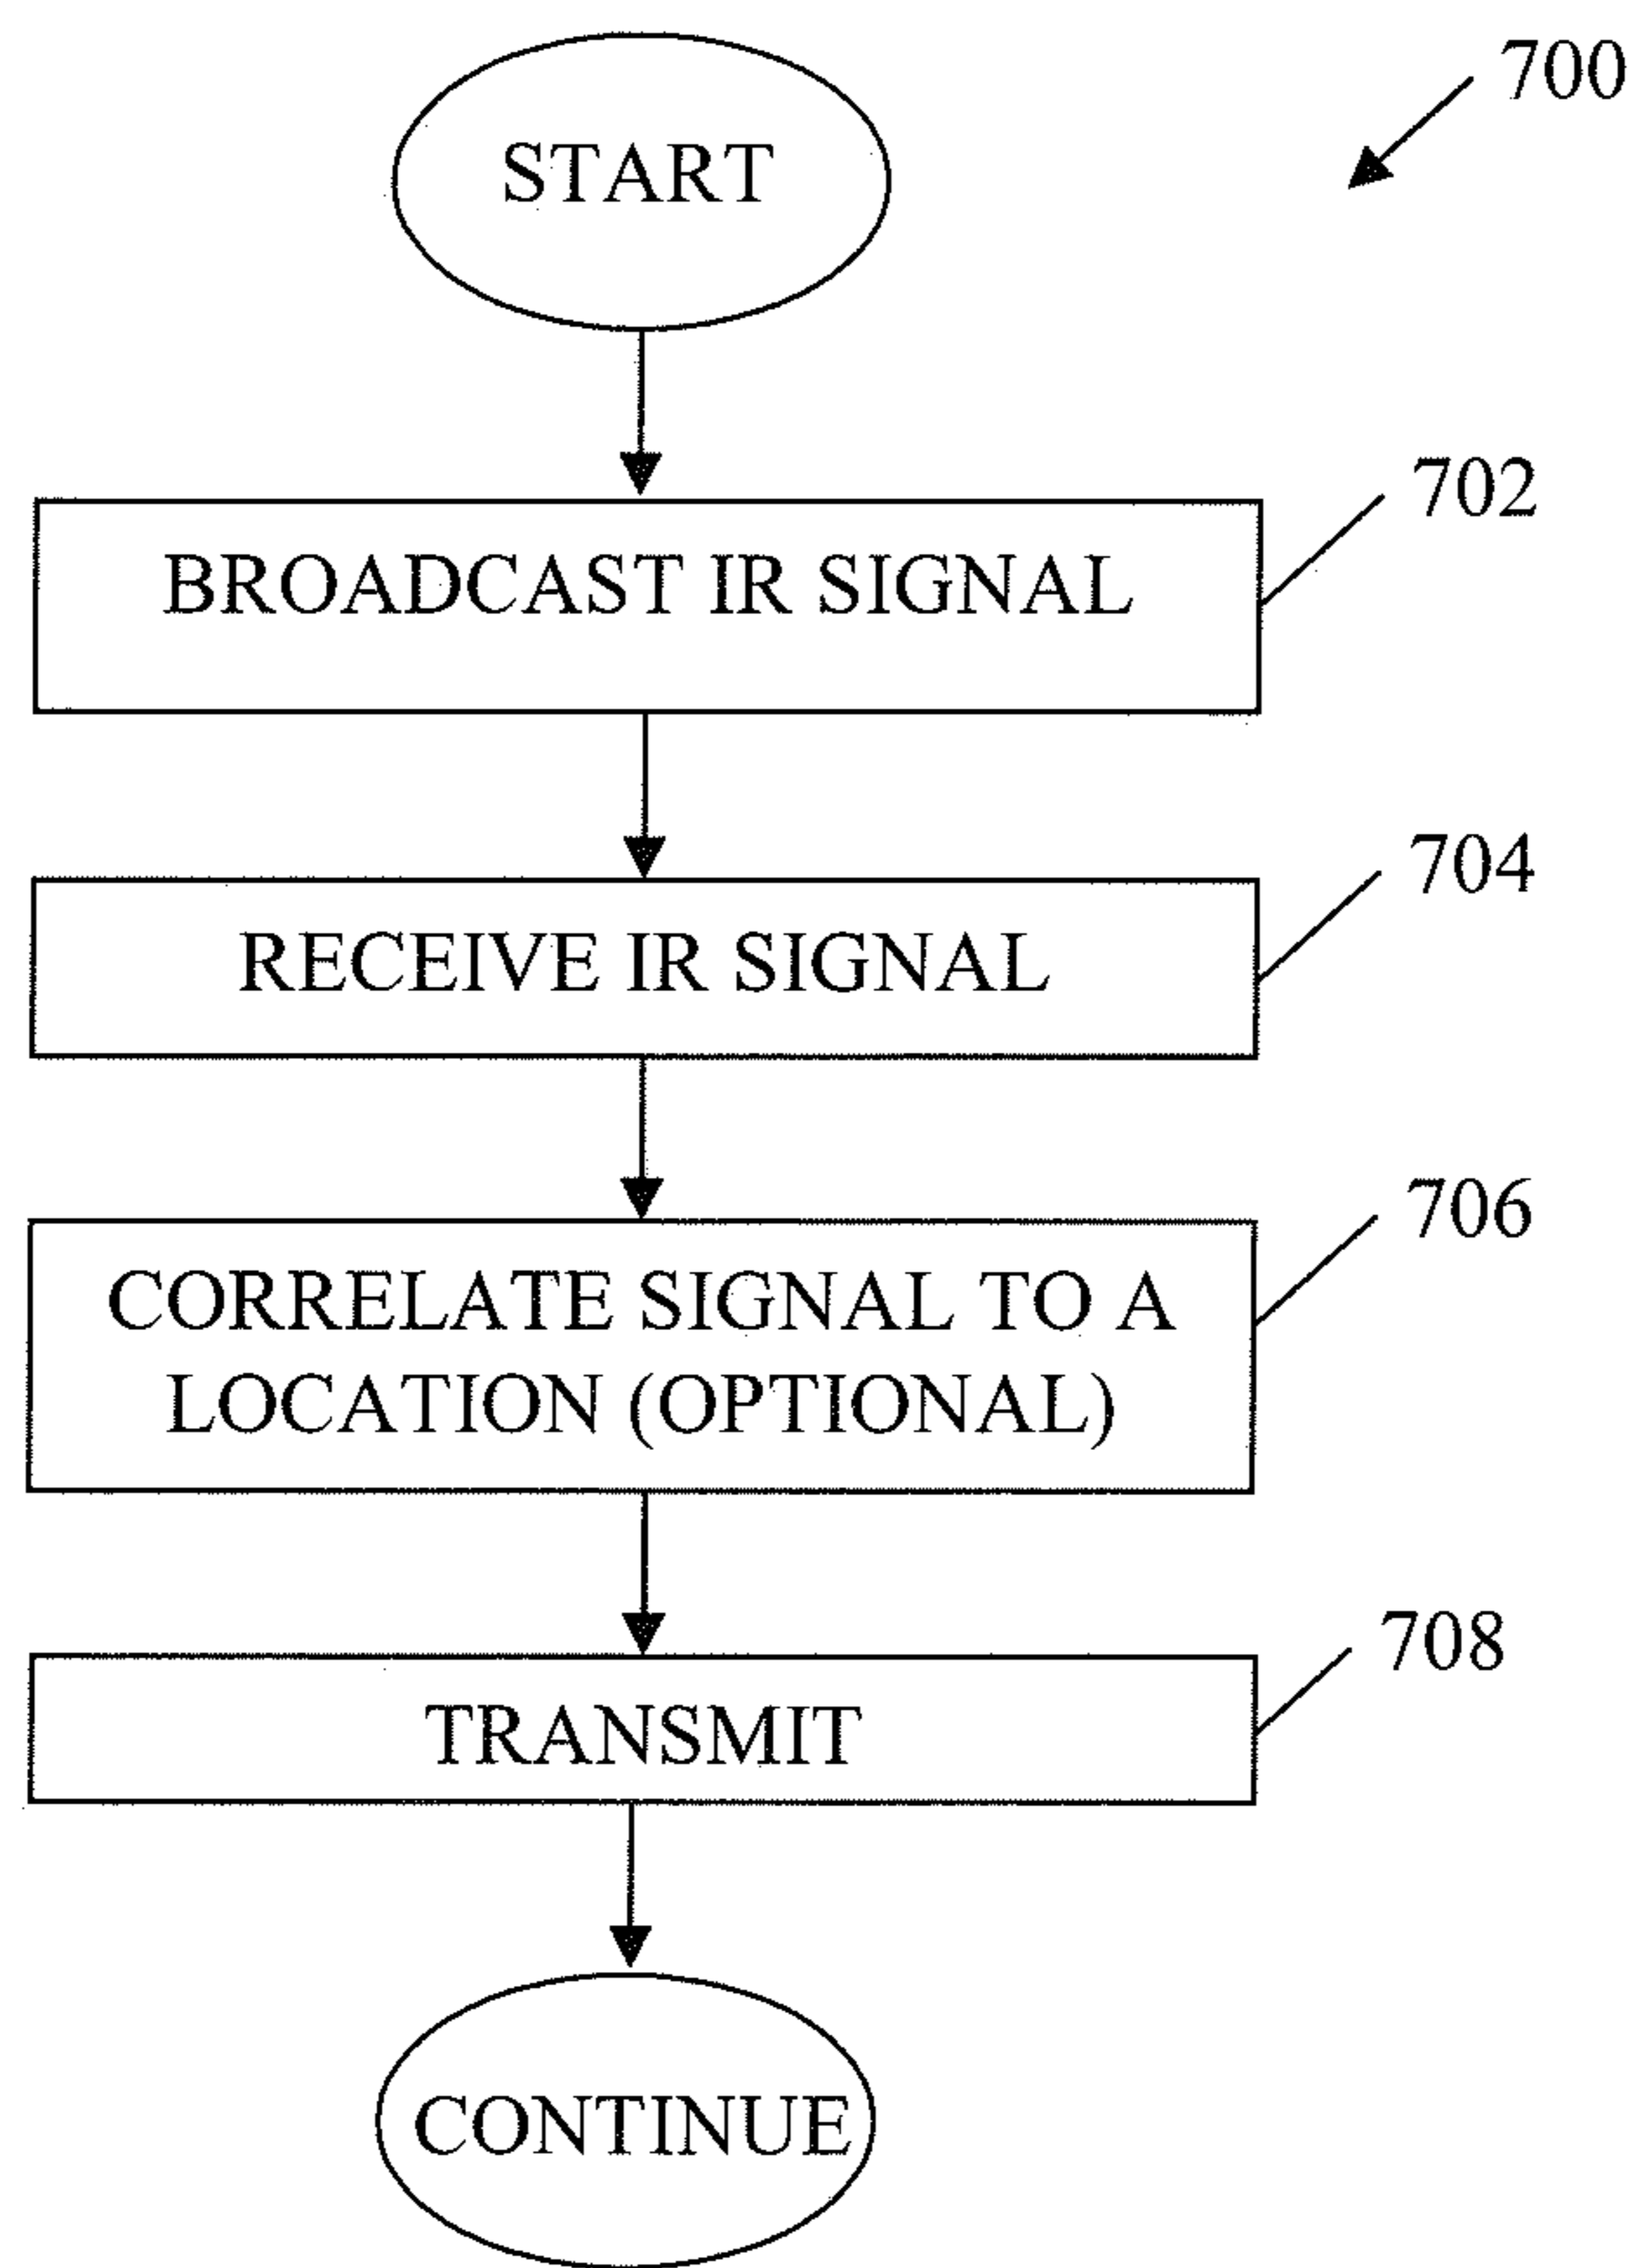 700
START
702
BROADCAST IR SIGNAL
704
RECEIVE IR SIGNAL
706
CORRELATE SIGNAL TO A
LOCATION (OPTIONAL)
708
TRANSMIT
CONTINUE